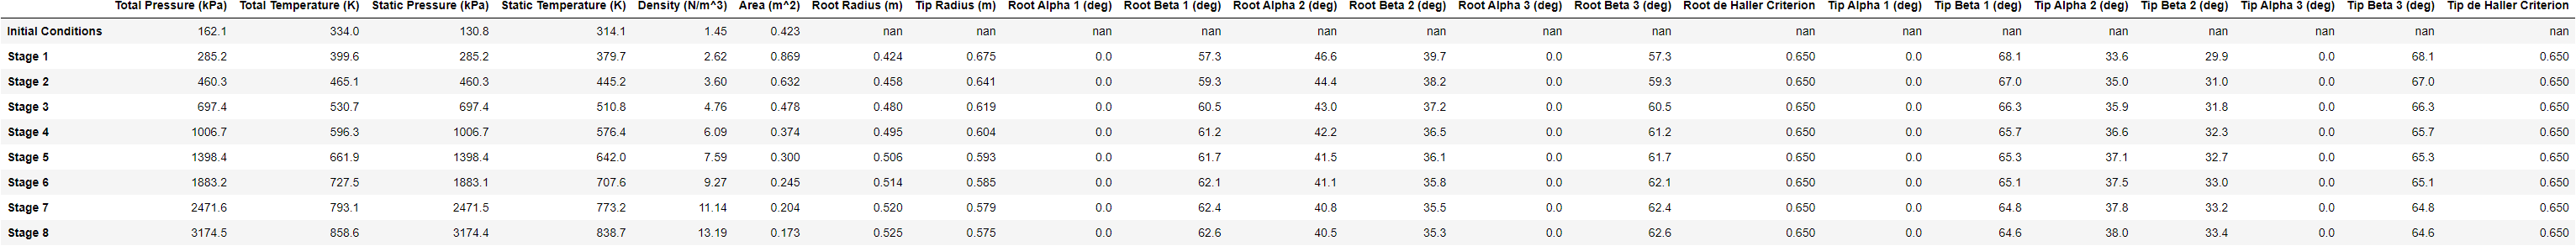 Total Pressure (kPa) Total Temperature (K) Static Pressure (kPa) Static Temperature (K) Density (N/m^3) Area (m^2) Root Radius (m) Tip Radius (m) Root Alpha 1 (deg) Root Beta 1 (deg) Root Alpha 2 (deg) Root Beta 2 (deg) Root Alpha 3 (deg) Root Beta 3 (deg) Root de Haller Criterion Tip Alpha 1 (deg) Tip Beta 1 (deg) Tip Alpha 2 (deg) Tip Beta 2 (deg) Tip Alpha 3 (deg) Tip Beta 3 (deg) Tip de Haller Criterion
Initial Conditions 162.1 334.0 130.8 314.1 1.45 0.423 nan nan nan nan nan nan nan nan nan nan nan nan nan nan nan nan
Stage 1 285.2 399.6 285.2 379.7 2.62 0.869 0.424 0.675 0.0 57.3 46.6 39.7 0.0 57.3 0.650 0.0 68.1 33.6 29.9 0.0 68.1 0.650
Stage 2 460.3 465.1 460.3 445.2 3.60 0.632 0.458 0.641 0.0 59.3 44.4 38.2 0.0 59.3 0.650 0.0 67.0 35.0 31.0 0.0 67.0 0.650
Stage 3 697.4 530.7 697.4 510.8 4.76 0.478 0.480 0.619 0.0 60.5 43.0 37.2 0.0 60.5 0.650 0.0 66.3 35.9 31.8 0.0 66.3 0.650
Stage 4 1006.7 596.3 1006.7 576.4 6.09 0.374 0.495 0.604 0.0 61.2 42.2 36.5 0.0 61.2 0.650 0.0 65.7 36.6 32.3 0.0 65.7 0.650
Stage 5 1398.4 661.9 1398.4 642.0 7.59 0.300 0.506 0.593 0.0 61.7 41.5 36.1 0.0 61.7 0.650 0.0 65.3 37.1 32.7 0.0 65.3 0.650
Stage 6 1883.2 727.5 1883.1 707.6 9.27 0.245 0.514 0.585 0.0 62.1 41.1 35.8 0.0 62.1 0.650 0.0 65.1 37.5 33.0 0.0 65.1 0.650
Stage 7 2471.6 793.1 2471.5 773.2 11.14 0.204 0.520 0.579 0.0 62.4 40.8 35.5 0.0 62.4 0.650 0.0 64.8 37.8 33.2 0.0 64.8 0.650
Stage 8 3174.5 858.6 3174.4 838.7 13.19 0.173 0.525 0.575 0.0 62.6 40.5 35.3 0.0 62.6 0.650 0.0 64.6 38.0 33.4 0.0 64.6 0.650